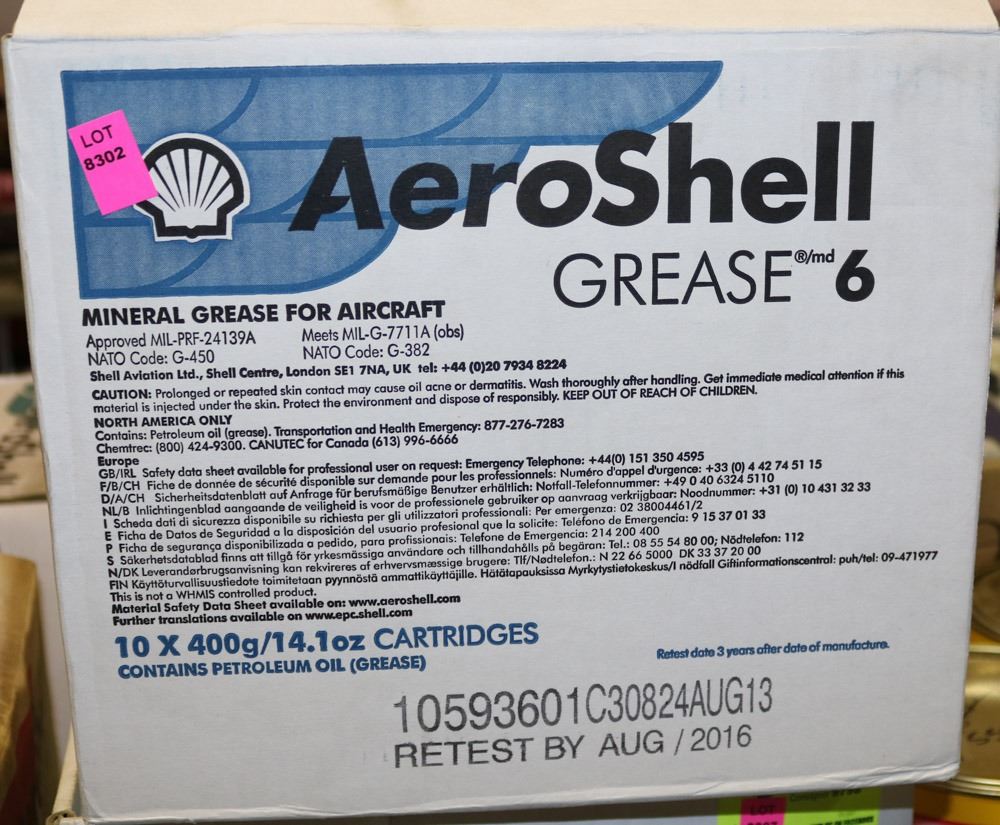 LOT
8302
AeroShell
GREASE®/md 6
MINERAL GREASE FOR AIRCRAFT
Approved MIL-PRF-24139A Meets MIL-G-7711A (obs)
NATO Code: G-450 NATO Code: G-382
Shell Aviation Ltd., Shell Centre, London SE1 7NA, UK tel: +44 (0)20 7934 8224
CAUTION: Prolonged or repeated skin contact may cause oil acne or dermatitis. Wash thoroughly after handling. Get immediate medical attention if this
material is injected under the skin. Protect the environment and dispose of responsibly. KEEP OUT OF REACH OF CHILDREN.
NORTH AMERICA ONLY
Contains: Petroleum oil (grease). Transportation and Health Emergency: 877-276-7283
Chemtrec: (800) 424-9300. CANUTEC for Canada (613) 996-6666
Europe
GB/IRL Safety data sheet available for professional user on request: Emergency Telephone: +44(0) 151 350 4595
F/B/CH Fiche de donnée de sécurité disponible sur demande pour les professionnels: Numéro d'appel d'urgence: +33 (0) 4 42 74 51 15
D/A/CH Sicherheitsdatenblatt auf Anfrage für berufsmäßige Benutzer erhältlich: Notfall-Telefonnummer: +49 0 40 6324 5110
NL/B Inlichtingenblad aangaande de veiligheid is voor de professionele gebruiker op aanvraag verkrijgbaar: Noodnummer: +31 (0) 10 431 32 33
I Scheda dati di sicurezza disponibile su richiesta per gli utilizzatori professionali: Per emergenza: 02 38004461/2
E Ficha de Datos de Seguridad a la disposición del usuario profesional que la solicite: Teléfono de Emergencia: 9 15 37 01 33
P Ficha de segurança disponibilizada a pedido, para profissionais: Telefone de Emergencia: 214 200 400
S Säkerhetsdatablad finns att tillgå för yrkesmässiga användare och tillhandahålls på begäran: Tel.: 08 55 54 80 00; Nödtelefon: 112
N/DK Leverandørbrugsanvisning kan rekvireres af erhvervsmæssige brugere: Tlf/Nødtelefon.: N 22 66 5000 DK 33 37 20 00
FIN Käyttöturvallisuustiedote toimitetaan pyynnöstä ammattikäyttäjille. Hätätapauksissa Myrkytystietokeskus/I nödfall Giftinformationscentral: puh/tel: 09-471977
This is not a WHMIS controlled product.
Material Safety Data Sheet available on: www.aeroshell.com
Further translations available on www.epc.shell.com
10 X 400g/14.1oz CARTRIDGES
CONTAINS PETROLEUM OIL (GREASE)
Retest date 3 years after date of manufacture.
10593601C30824AUG13
RETEST BY AUG / 2016
LOT